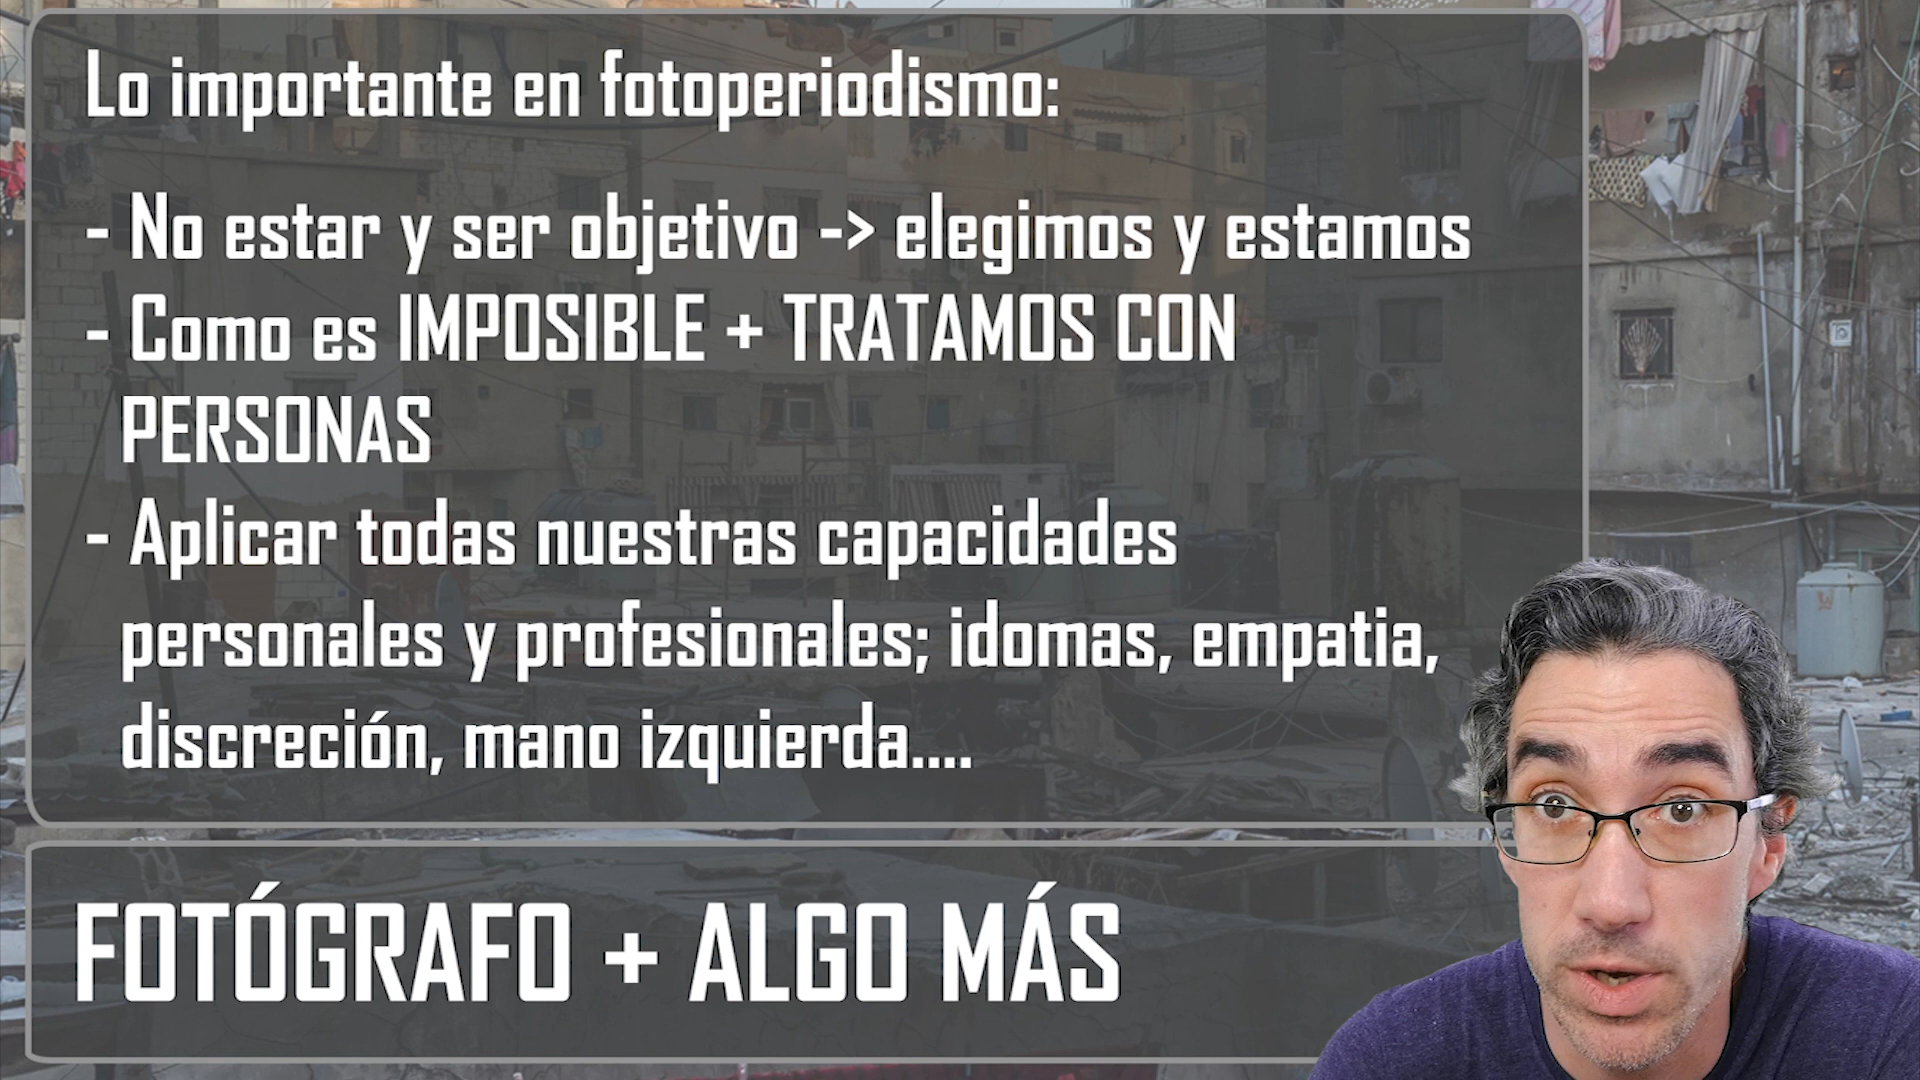 Lo importante en fotoperiodismo:
- No estar y ser objetivo -> elegimos y estamos
- Como es IMPOSIBLE + TRATAMOS CON
PERSONAS
- Aplicar todas nuestras capacidades
personales y profesionales; idomas, empatia,
discreción, mano izquierda....
FOTÓGRAFO + ALGO MÁS